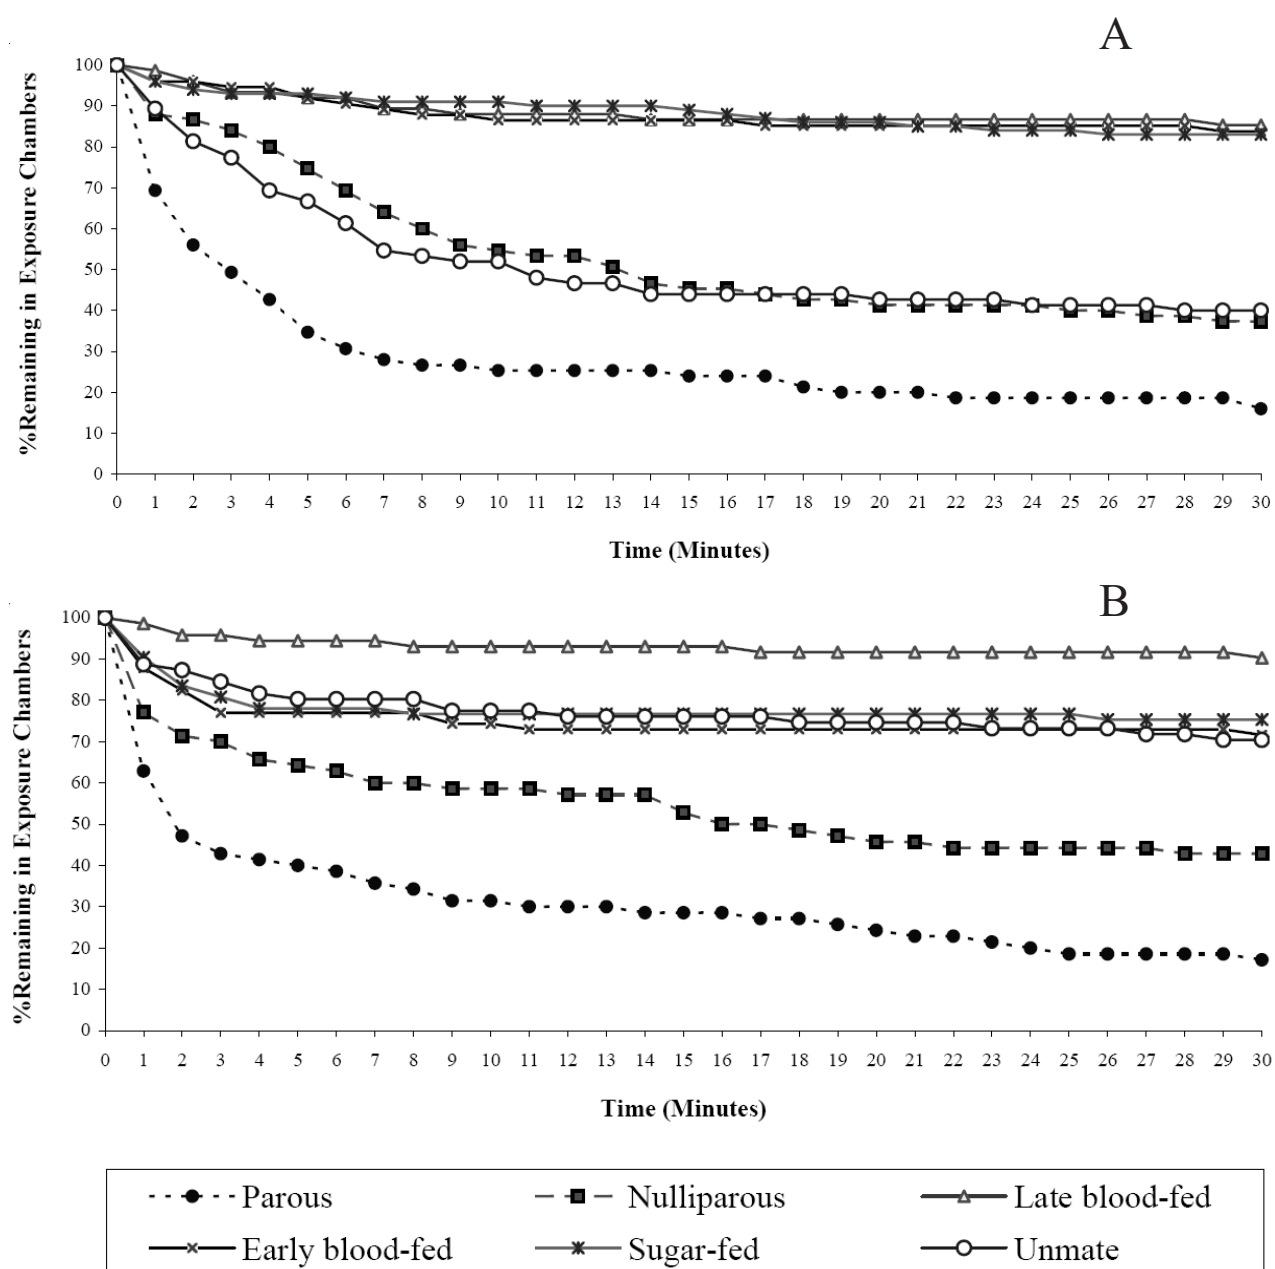 A
%Remaining in Exposure Chambers
100
90
80
70
60
50
40
30
20
10
0
0 1 2 3 4 5 6 7 8 9 10 11 12 13 14 15 16 17 18 19 20 21 22 23 24 25 26 27 28 29 30
Time (Minutes)
B
%Remaining in Exposure Chambers
100
90
80
70
60
50
40
30
20
10
0
0 1 2 3 4 5 6 7 8 9 10 11 12 13 14 15 16 17 18 19 20 21 22 23 24 25 26 27 28 29 30
Time (Minutes)
Parous Nulliparous Late blood-fed
Early blood-fed Sugar-fed Unmate